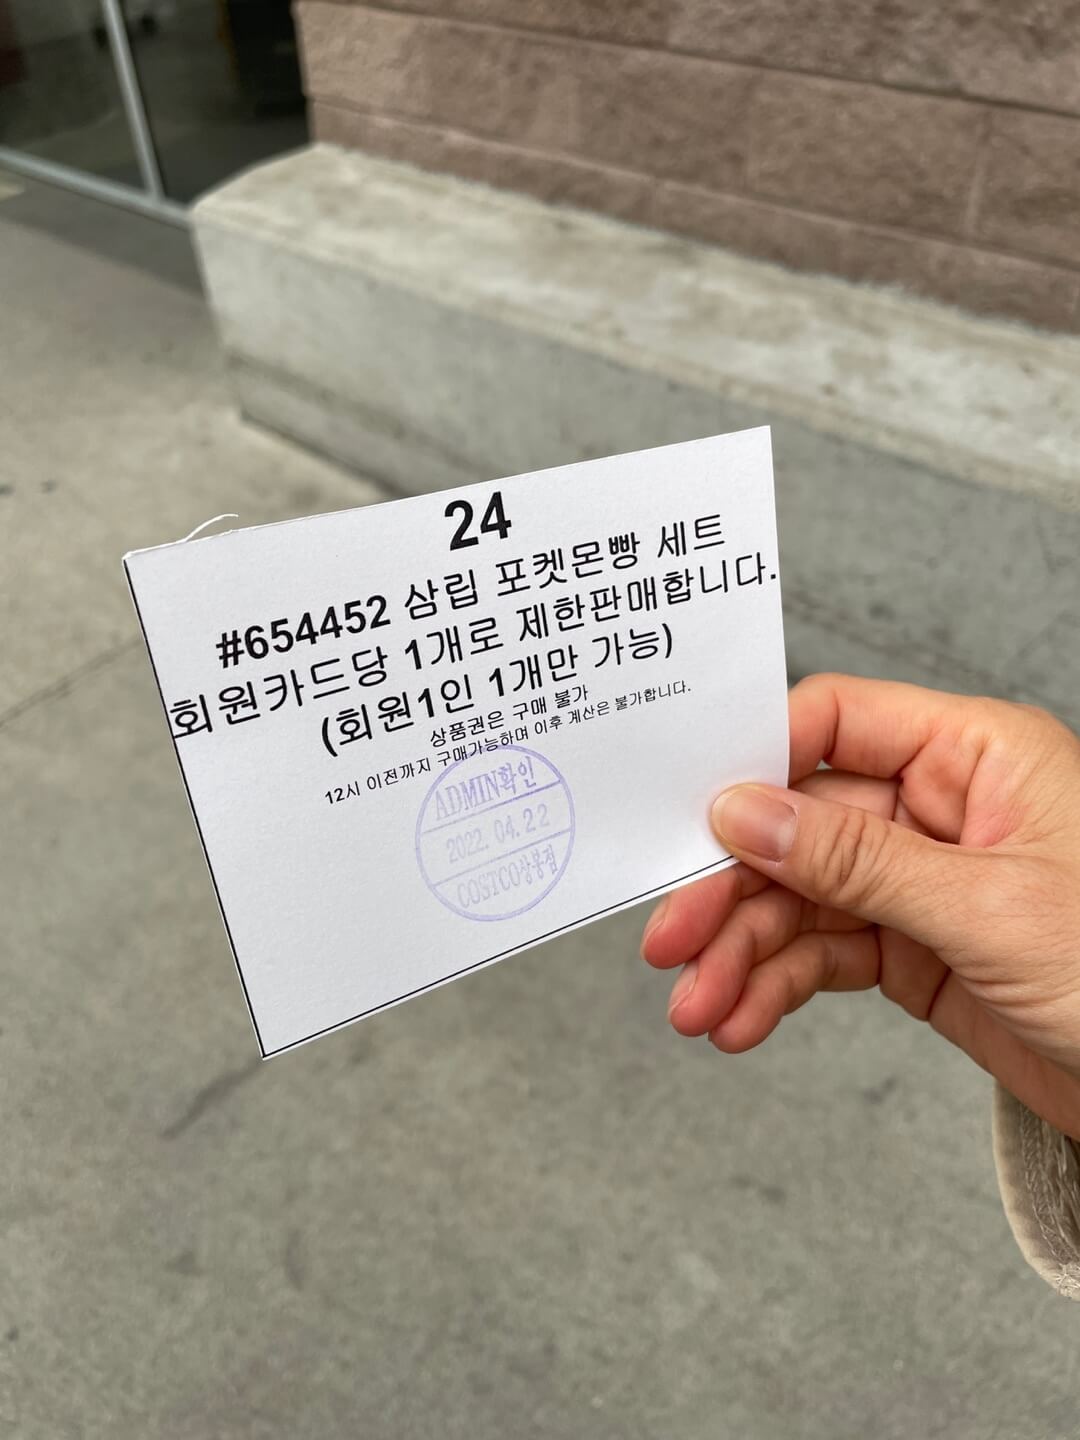 24
#654452 삼립 포켓몬빵 세트
회원카드당 1개로 제한판매합니다.
(회원1인 1개만 가능)
상품권은 구매 불가
12시 이전까지 구매가능하며 이후 계산은 불가합니다.
ADMIN확인
2022. 04. 22
COSTCO상봉점